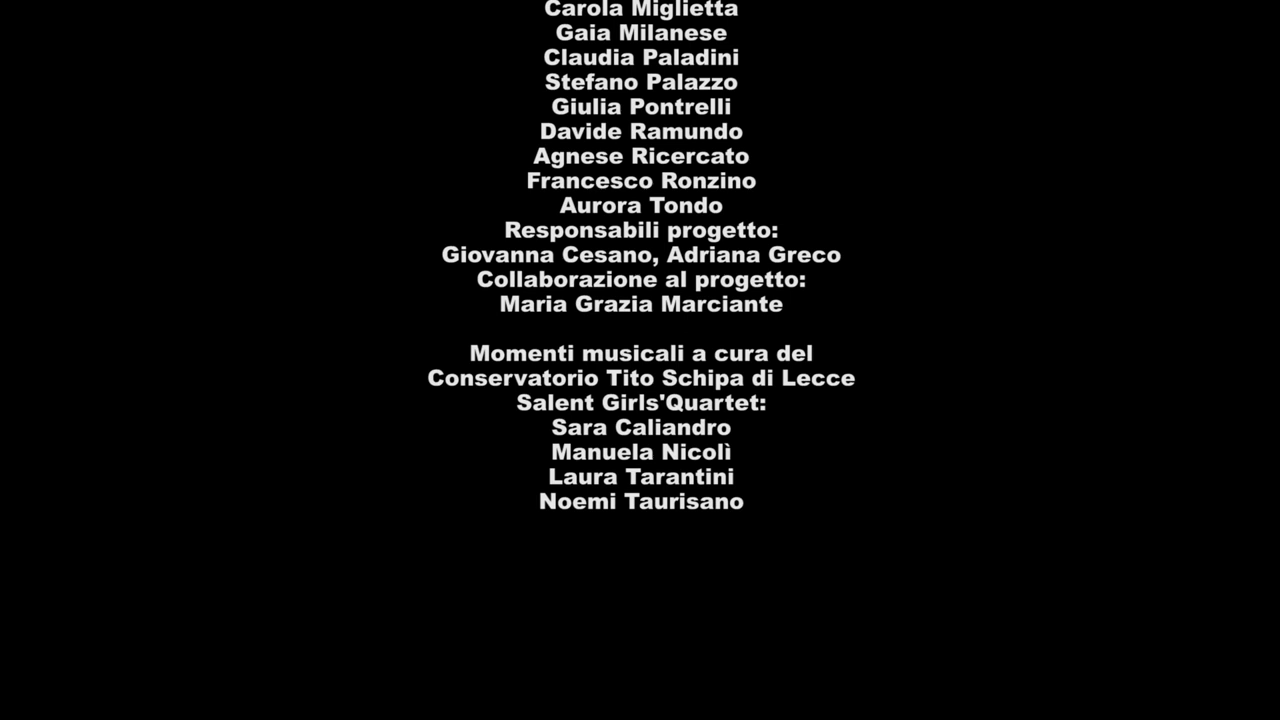 Carola Miglietta
Gaia Milanese
Claudia Paladini
Stefano Palazzo
Giulia Pontrelli
Davide Ramundo
Agnese Ricercato
Francesco Ronzino
Aurora Tondo
Responsabili progetto:
Giovanna Cesano, Adriana Greco
Collaborazione al progetto:
Maria Grazia Marciante
Momenti musicali a cura del
Conservatorio Tito Schipa di Lecce
Salent Girls'Quartet:
Sara Caliandro
Manuela Nicolì
Laura Tarantini
Noemi Taurisano